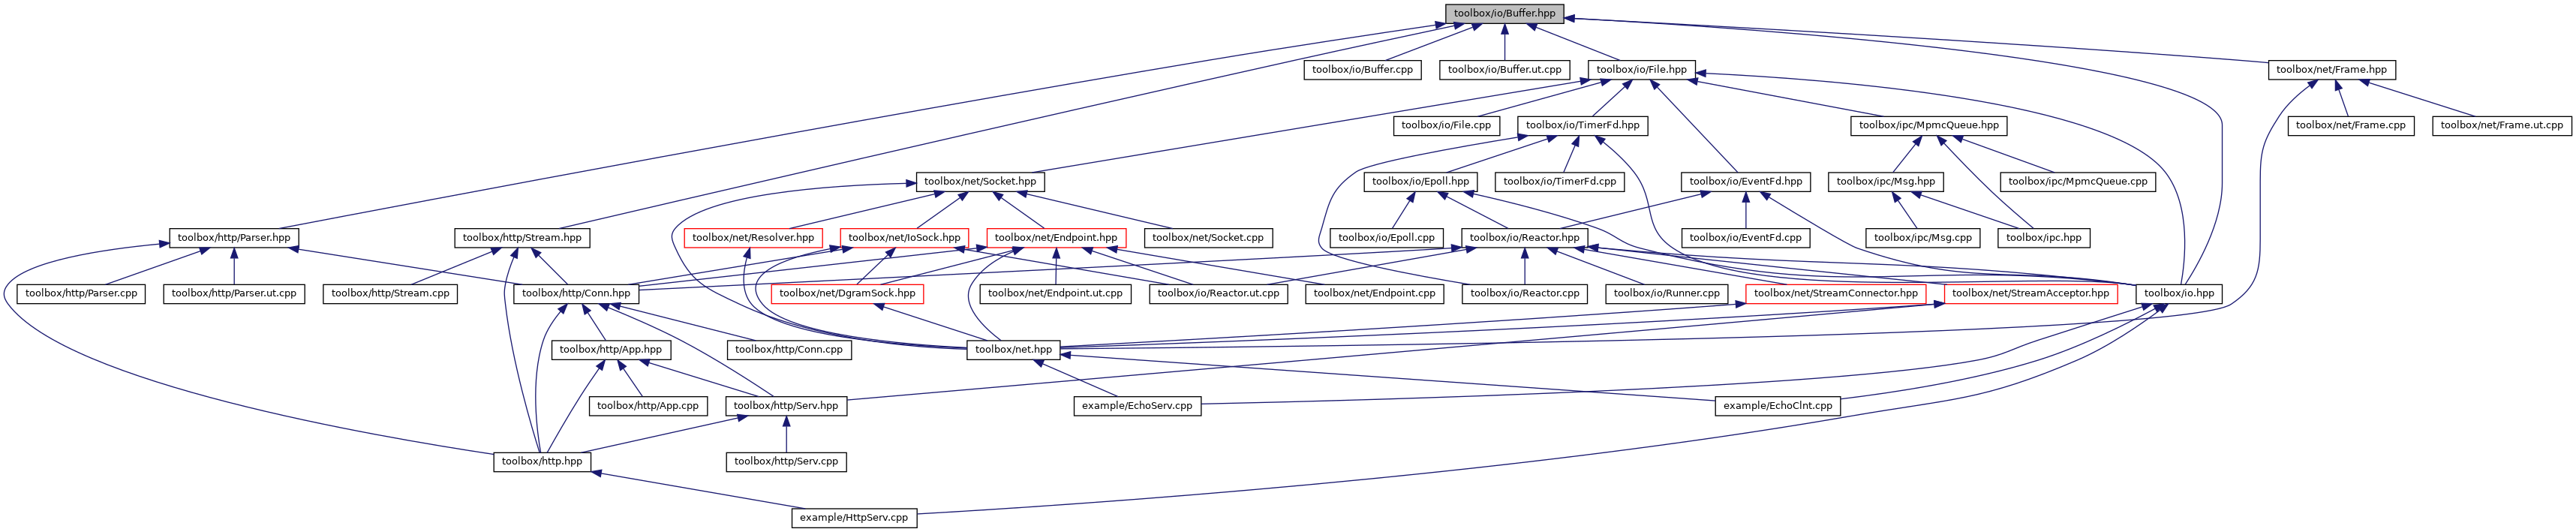 toolbox/io/Buffer.hpp
toolbox/io/Buffer.cpp
toolbox/io/Buffer.ut.cpp
toolbox/io/File.hpp
toolbox/net/Frame.hpp
toolbox/io/File.cpp
toolbox/io/TimerFd.hpp
toolbox/ipc/MpmcQueue.hpp
toolbox/net/Frame.cpp
toolbox/net/Frame.ut.cpp
toolbox/net/Socket.hpp
toolbox/io/Epoll.hpp
toolbox/io/TimerFd.cpp
toolbox/io/EventFd.hpp
toolbox/ipc/Msg.hpp
toolbox/ipc/MpmcQueue.cpp
toolbox/http/Parser.hpp
toolbox/http/Stream.hpp
toolbox/net/Resolver.hpp
toolbox/net/IoSock.hpp
toolbox/net/Endpoint.hpp
toolbox/net/Socket.cpp
toolbox/io/Epoll.cpp
toolbox/io/Reactor.hpp
toolbox/io/EventFd.cpp
toolbox/ipc/Msg.cpp
toolbox/ipc.hpp
toolbox/http/Parser.cpp
toolbox/http/Parser.ut.cpp
toolbox/http/Stream.cpp
toolbox/http/Conn.hpp
toolbox/net/DgramSock.hpp
toolbox/net/Endpoint.ut.cpp
toolbox/io/Reactor.ut.cpp
toolbox/net/Endpoint.cpp
toolbox/io/Reactor.cpp
toolbox/io/Runner.cpp
toolbox/net/StreamConnector.hpp
toolbox/net/StreamAcceptor.hpp
toolbox/io.hpp
toolbox/http/App.hpp
toolbox/http/Conn.cpp
toolbox/net.hpp
toolbox/http/App.cpp
toolbox/http/Serv.hpp
example/EchoServ.cpp
example/EchoClnt.cpp
toolbox/http.hpp
toolbox/http/Serv.cpp
example/HttpServ.cpp